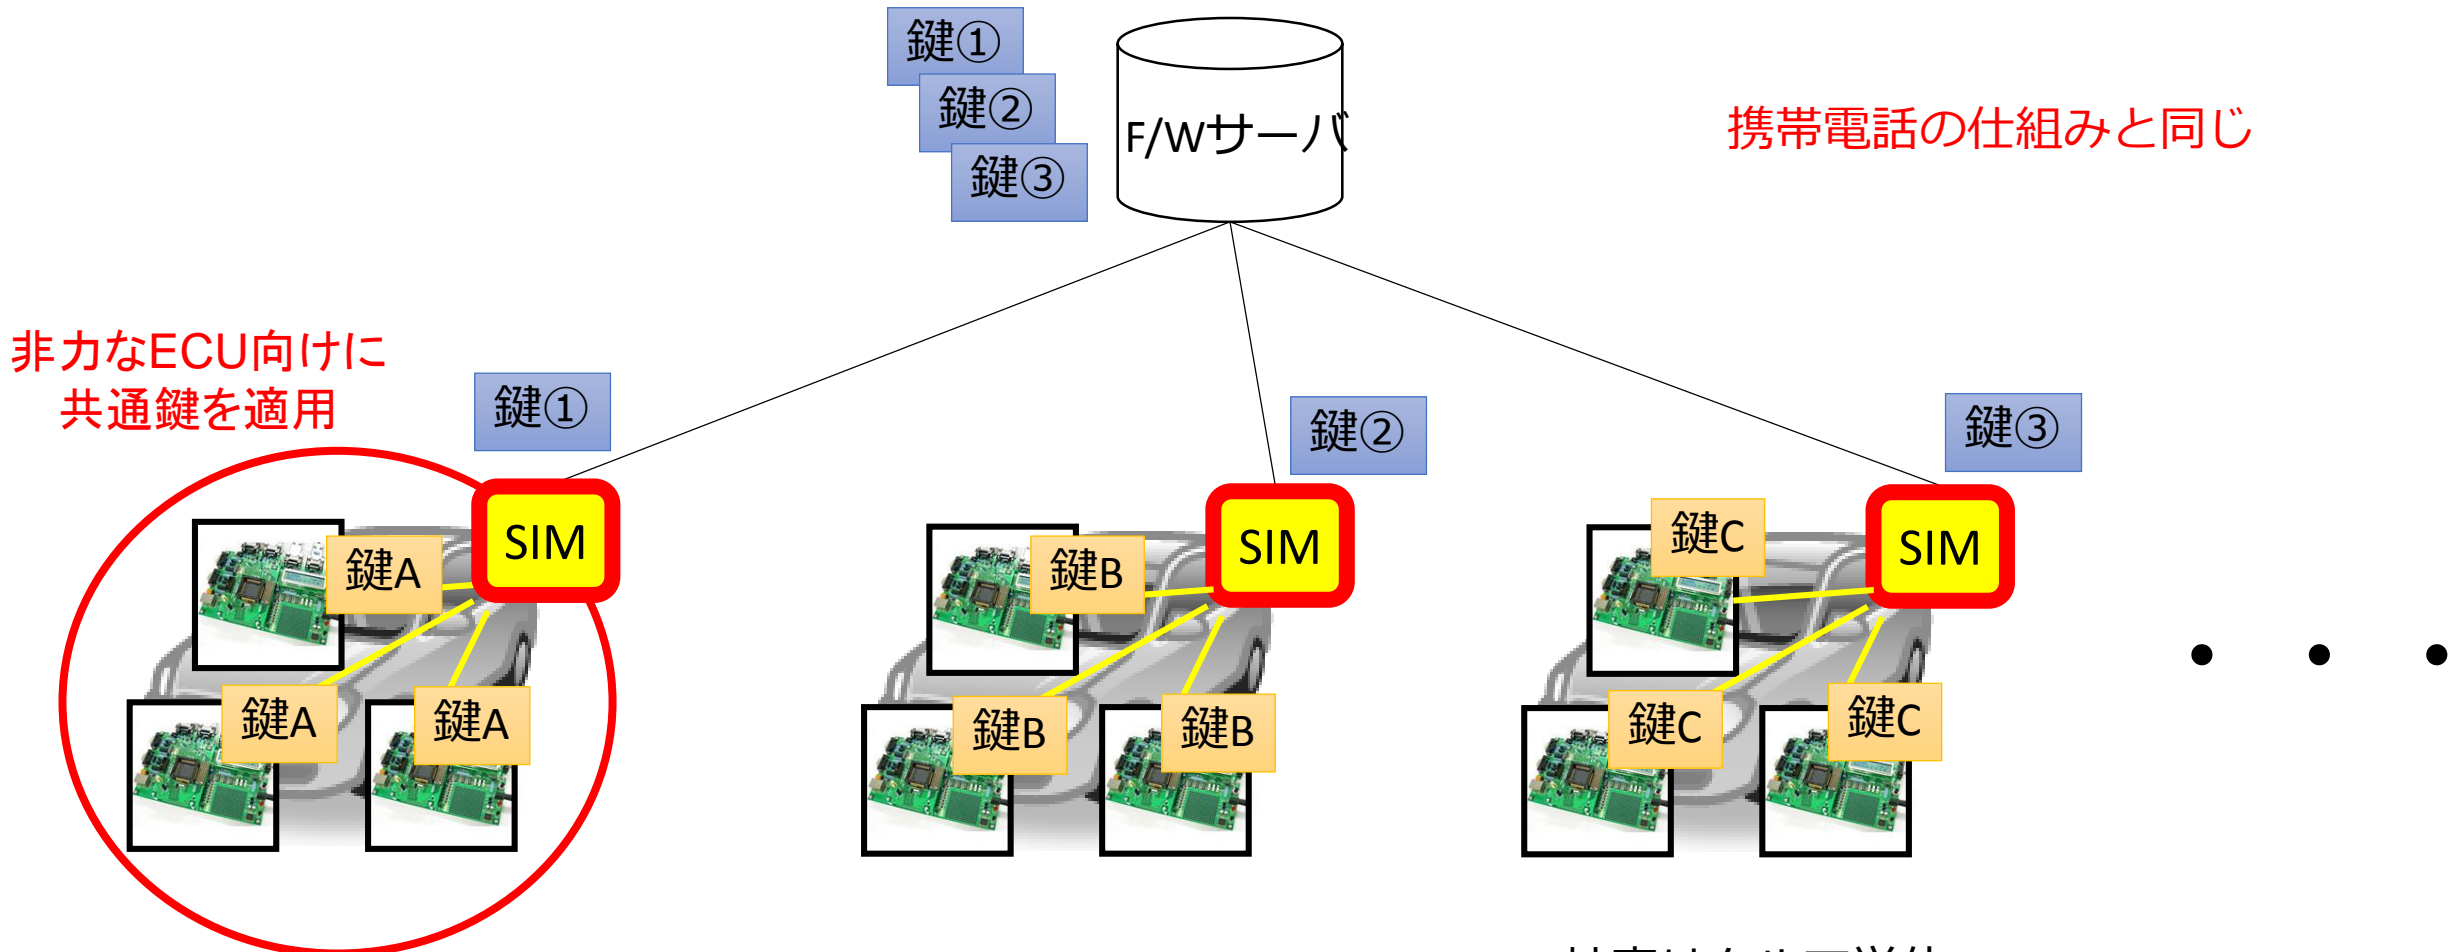 鍵①
鍵②
鍵③
F/Wサーバ
携帯電話の仕組みと同じ
非力なECU向けに
共通鍵を適用
鍵①
鍵②
鍵③
SIM
SIM
SIM
鍵A
鍵A
鍵A
鍵B
鍵B
鍵B
鍵C
鍵C
鍵C
・・・